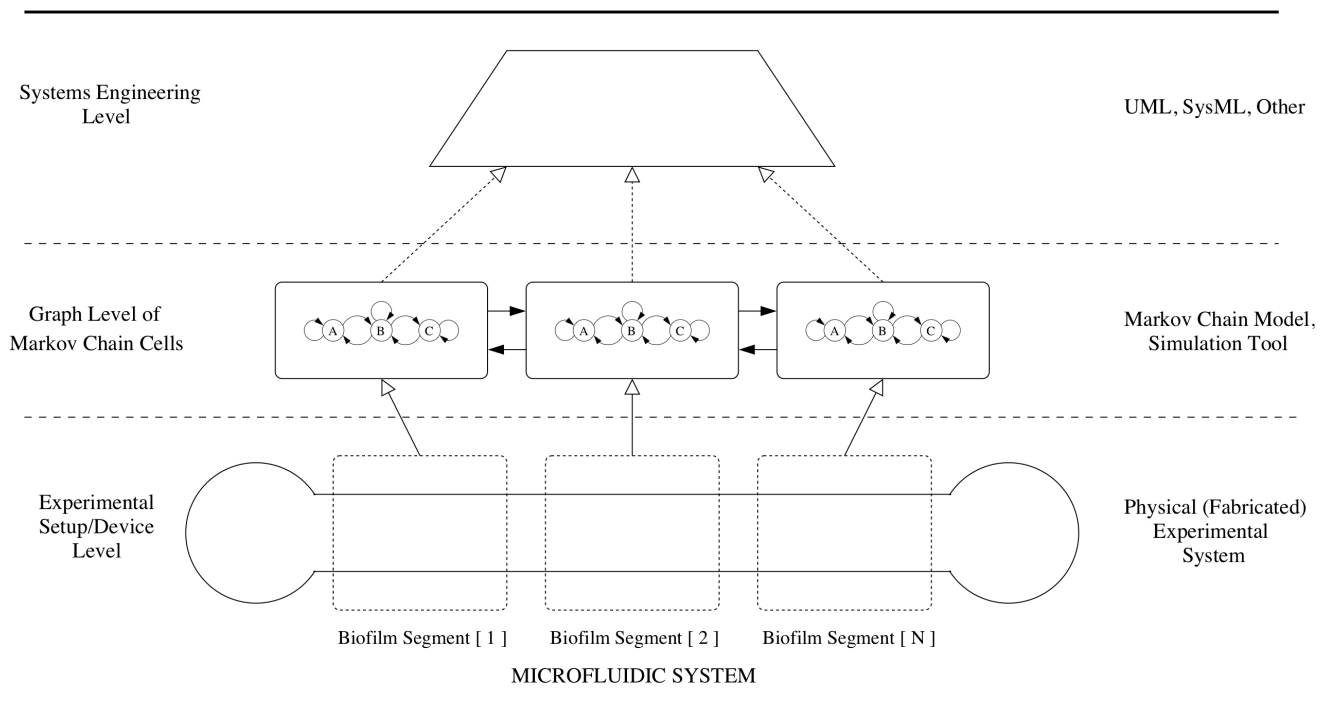 Systems Engineering
Level
UML, SysML, Other
Graph Level of
Markov Chain Cells
A B C
A B C
A B C
Markov Chain Model,
Simulation Tool
Experimental
Setup/Device
Level
Physical (Fabricated)
Experimental
System
Biofilm Segment [ 1 ]
Biofilm Segment [ 2 ]
Biofilm Segment [ N ]
MICROFLUIDIC SYSTEM